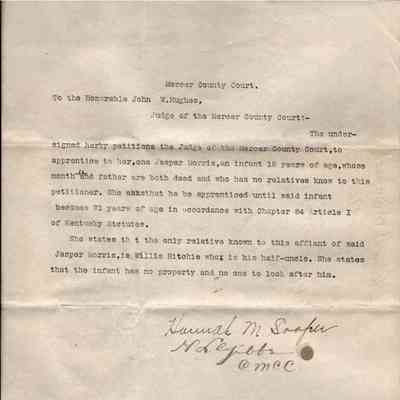 Mercer County Court.
To the Honorable John W.Hughes,
Judge of the Mercer County Court:-
The under-
signed herby petitions the Judge of the Mercer County Court,to
apprentice to her,one Jasper Morris,an infant 18 years of age,whose
and father are both dead and who has no relatives know to this
petitioner. She asks that he be apprenticed until said infant
becomes 21 years of age in accordance with Chapter 84 Article I
of Kentucky Statutes.
She states th t the only relative known to this affiant of said
Jasper Morris,is Willie Ritchie who is his half-uncle. She states
that the infant has no property and no one to look after him.
Hannah M. Sooper
CMCC